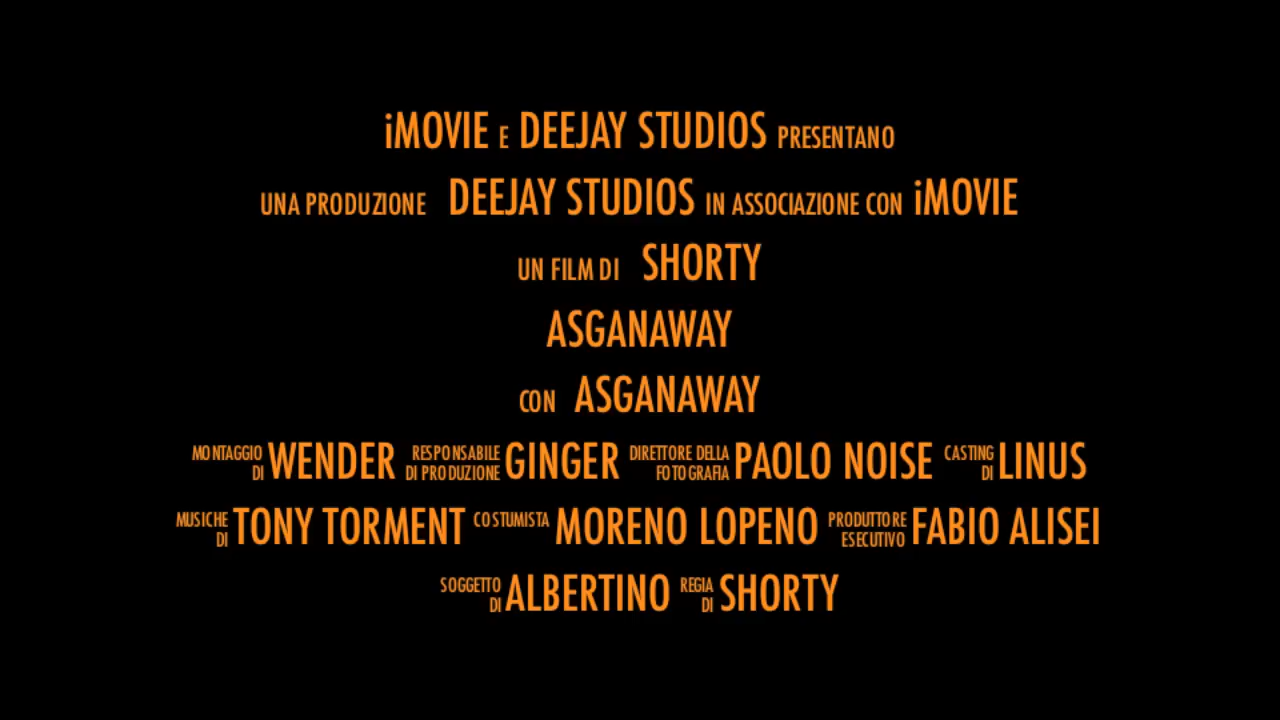 iMOVIE E DEEJAY STUDIOS PRESENTANO
UNA PRODUZIONE DEEJAY STUDIOS IN ASSOCIAZIONE CON iMOVIE
UN FILM DI SHORTY
ASGANAWAY
CON ASGANAWAY
MONTAGGIO DI WENDER RESPONSABILE DI PRODUZIONE GINGER DIRETTORE DELLA FOTOGRAFIA PAOLO NOISE CASTING DI LINUS
MUSICHE DI TONY TORMENT COSTUMISTA MORENO LOPENO PRODUTTORE ESECUTIVO FABIO ALISEI
SOGGETTO DI ALBERTINO REGIA DI SHORTY